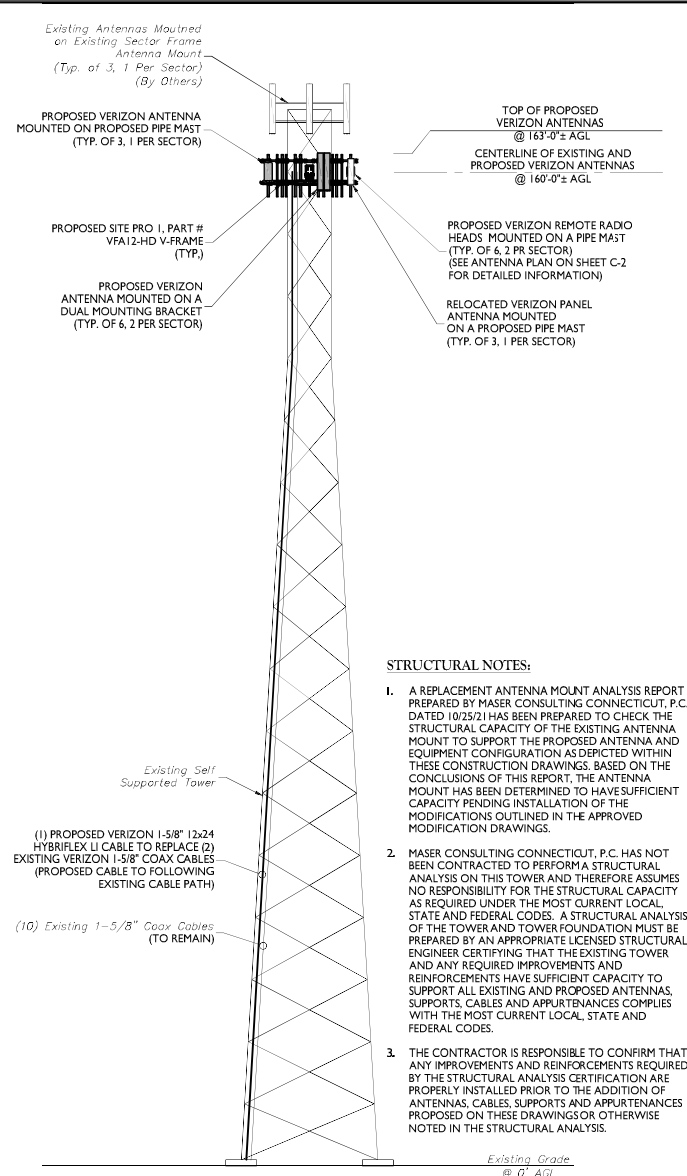 Existing Antennas Moutned
on Existing Sector Frame
Antenna Mount
(Typ. of 3, 1 Per Sector)
(By Others)
PROPOSED VERIZON ANTENNA
MOUNTED ON PROPOSED PIPE MAST
(TYP. OF 3, 1 PER SECTOR)
TOP OF PROPOSED
VERIZON ANTENNAS
@ 163'-0"± AGL
CENTERLINE OF EXISTING AND
PROPOSED VERIZON ANTENNAS
@ 160'-0"± AGL
PROPOSED SITE PRO 1, PART #
VFA12-HD V-FRAME
(TYP.)
PROPOSED VERIZON
ANTENNA MOUNTED ON A
DUAL MOUNTING BRACKET
(TYP. OF 6, 2 PER SECTOR)
PROPOSED VERIZON REMOTE RADIO
HEADS MOUNTED ON A PIPE MAST
(TYP. OF 6, 2 PR SECTOR)
(SEE ANTENNA PLAN ON SHEET C-2
FOR DETAILED INFORMATION)
RELOCATED VERIZON PANEL
ANTENNA MOUNTED
ON A PROPOSED PIPE MAST
(TYP. OF 3, 1 PER SECTOR)
Existing Self
Supported Tower
(1) PROPOSED VERIZON 1-5/8" 12x24
HYBRIFLEX LI CABLE TO REPLACE (2)
EXISTING VERIZON 1-5/8" COAX CABLES
(PROPOSED CABLE TO FOLLOWING
EXISTING CABLE PATH)
(10) Existing 1-5/8" Coax Cables
(TO REMAIN)
STRUCTURAL NOTES:
1. A REPLACEMENT ANTENNA MOUNT ANALYSIS REPORT
PREPARED BY MASER CONSULTING CONNECTICUT, P.C.
DATED 10/25/21 HAS BEEN PREPARED TO CHECK THE
STRUCTURAL CAPACITY OF THE EXISTING ANTENNA
MOUNT TO SUPPORT THE PROPOSED ANTENNA AND
EQUIPMENT CONFIGURATION AS DEPICTED WITHIN
THESE CONSTRUCTION DRAWINGS. BASED ON THE
CONCLUSIONS OF THIS REPORT, THE ANTENNA
MOUNT HAS BEEN DETERMINED TO HAVE SUFFICIENT
CAPACITY PENDING INSTALLATION OF THE
MODIFICATIONS OUTLINED IN THE APPROVED
MODIFICATION DRAWINGS.
2. MASER CONSULTING CONNECTICUT, P.C. HAS NOT
BEEN CONTRACTED TO PERFORM A STRUCTURAL
ANALYSIS ON THIS TOWER AND THEREFORE ASSUMES
NO RESPONSIBILITY FOR THE STRUCTURAL CAPACITY
AS REQUIRED UNDER THE MOST CURRENT LOCAL,
STATE AND FEDERAL CODES. A STRUCTURAL ANALYSIS
OF THE TOWER AND TOWER FOUNDATION MUST BE
PREPARED BY AN APPROPRIATE LICENSED STRUCTURAL
ENGINEER CERTIFYING THAT THE EXISTING TOWER
AND ANY REQUIRED IMPROVEMENTS AND
REINFORCEMENTS HAVE SUFFICIENT CAPACITY TO
SUPPORT ALL EXISTING AND PROPOSED ANTENNAS,
SUPPORTS, CABLES AND APPURTENANCES COMPLIES
WITH THE MOST CURRENT LOCAL, STATE AND
FEDERAL CODES.
3. THE CONTRACTOR IS RESPONSIBLE TO CONFIRM THAT
ANY IMPROVEMENTS AND REINFORCEMENTS REQUIRED
BY THE STRUCTURAL ANALYSIS CERTIFICATION ARE
PROPERLY INSTALLED PRIOR TO THE ADDITION OF
ANTENNAS, CABLES, SUPPORTS AND APPURTENANCES
PROPOSED ON THESE DRAWINGS OR OTHERWISE
NOTED IN THE STRUCTURAL ANALYSIS.
Existing Grade
@ 0' AGL